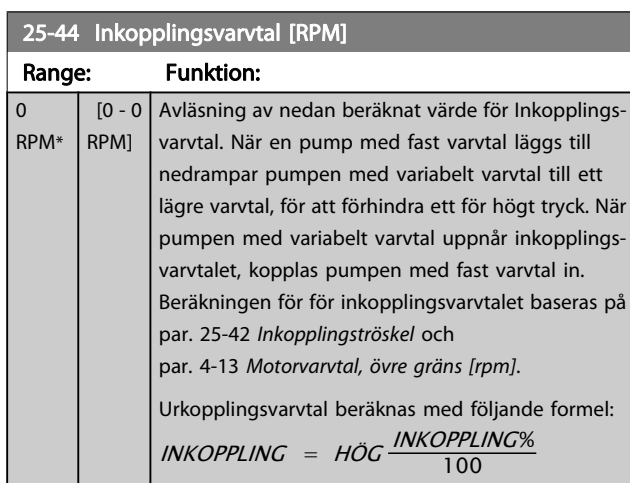 25-44 Inkopplingsvarvtal [RPM]
Range: Funktion:
0 [0 - 0 Avläsning av nedan beräknat värde för Inkopplings-
RPM* RPM] varvtal. När en pump med fast varvtal läggs till
nedrampar pumpen med variabelt varvtal till ett
lägre varvtal, för att förhindra ett för högt tryck. När
pumpen med variabelt varvtal uppnår inkopplings-
varvtalet, kopplas pumpen med fast varvtal in.
Beräkningen för för inkopplingsvarvtalet baseras på
par. 25-42 Inkopplingströskel och
par. 4-13 Motorvarvtal, övre gräns [rpm].
Urkopplingsvarvtal beräknas med följande formel:
INKOPPLING = HÖG INKOPPLING%
100